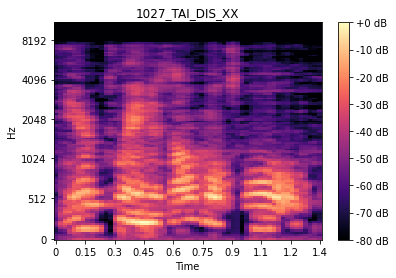 1027_TAI_DIS_XX
+0 dB
8192
-10 dB
4096
-20 dB
-30 dB
2048
Hz
-40 dB
1024
-50 dB
512
-60 dB
-70 dB
0
-80 dB
0 0.15 0.3 0.45 0.6 0.75 0.9 1.1 1.2 1.4
Time